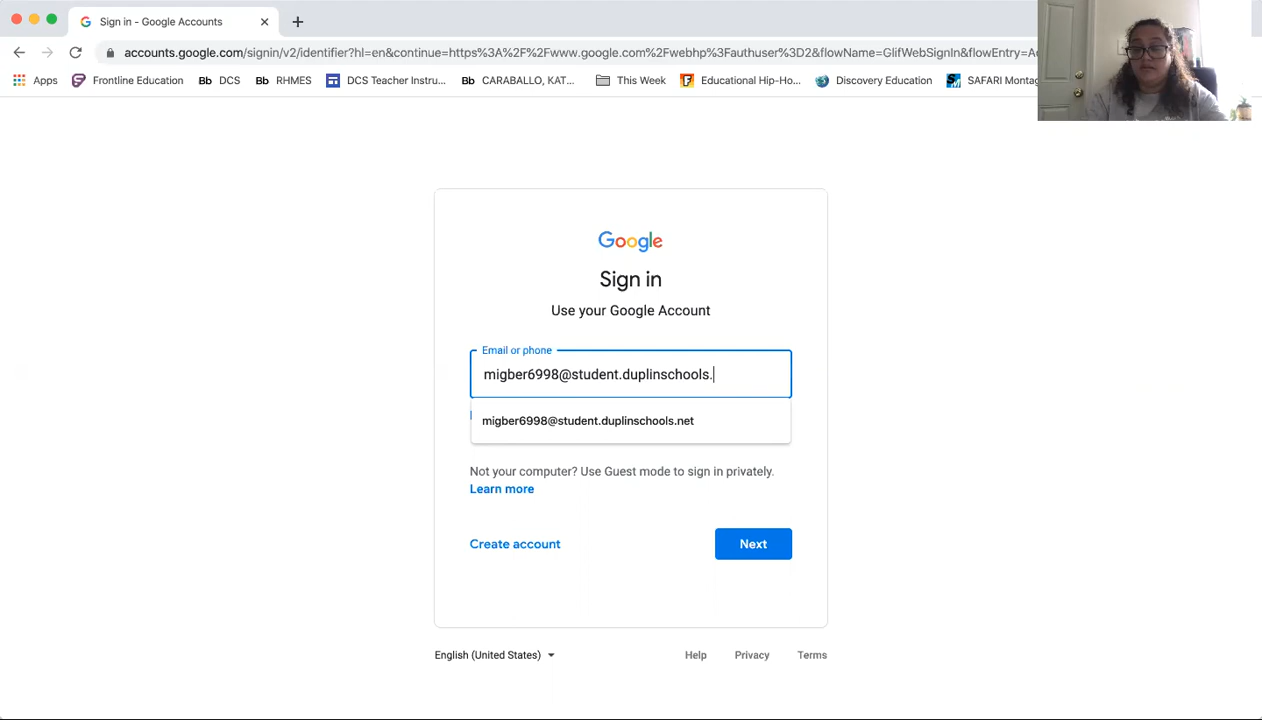 Sign in - Google Accounts
accounts.google.com/signin/v2/identifier?hl=en&continue=https%3A%2F%2Fwww.google.com%2Fwebhp%3Fauthuser%3D2&flowName=GlifWebSignIn&flowEntry=
Apps Frontline Education Bb DCS Bb RHMES DCS Teacher Instruc... Bb CARABALLO, KAT... This Week Educational Hip-Ho... Discovery Education SAFARI Montag
Google
Sign in
Use your Google Account
Email or phone
migber6998@student.duplinschools.
migber6998@student.duplinschools.net
Not your computer? Use Guest mode to sign in privately.
Learn more
Create account Next
English (United States) Help Privacy Terms